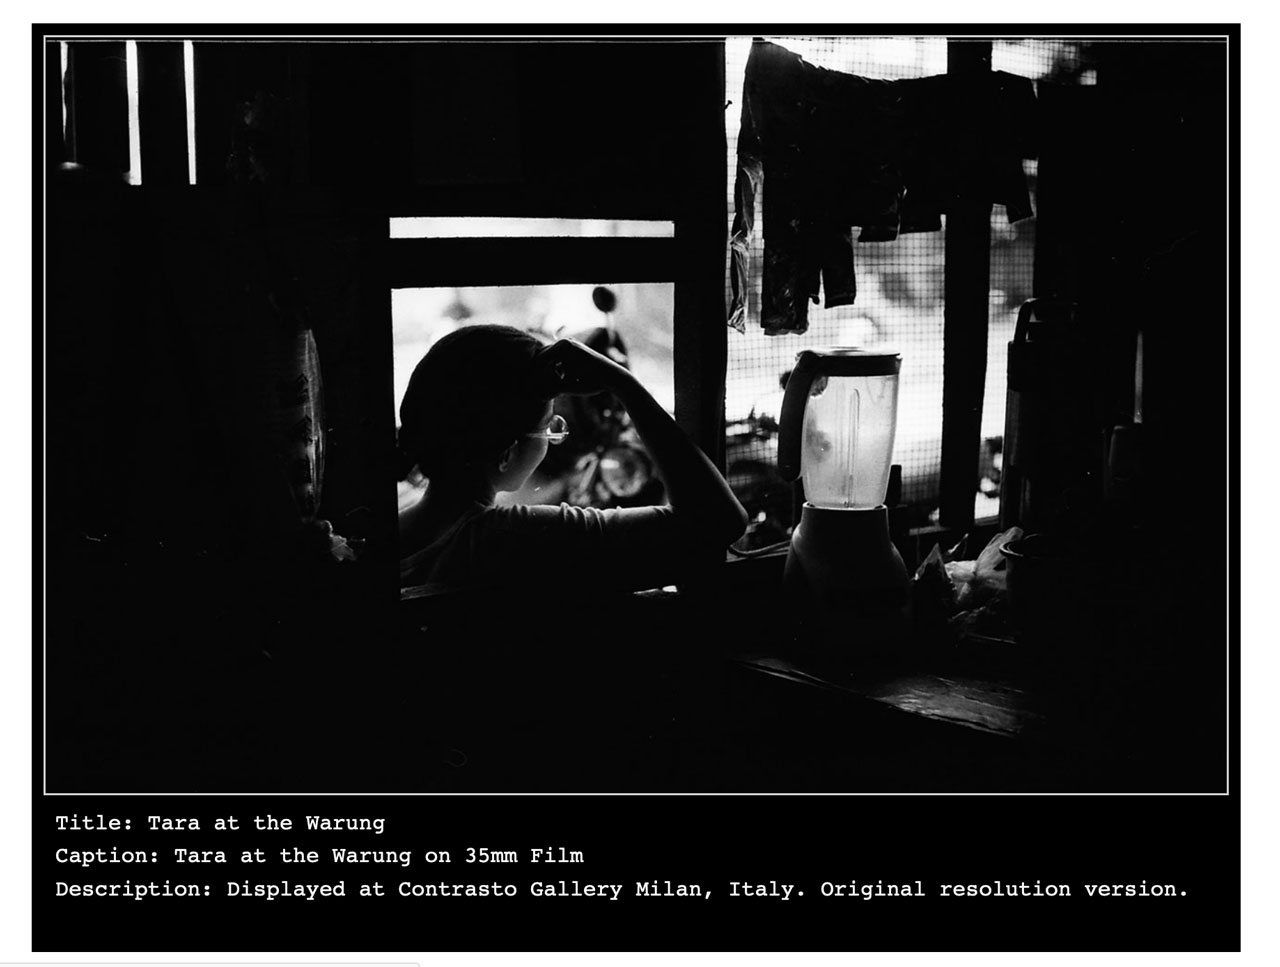 Title: Tara at the Warung
Caption: Tara at the Warung on 35mm Film
Description: Displayed at Contrasto Gallery Milan, Italy. Original resolution version.